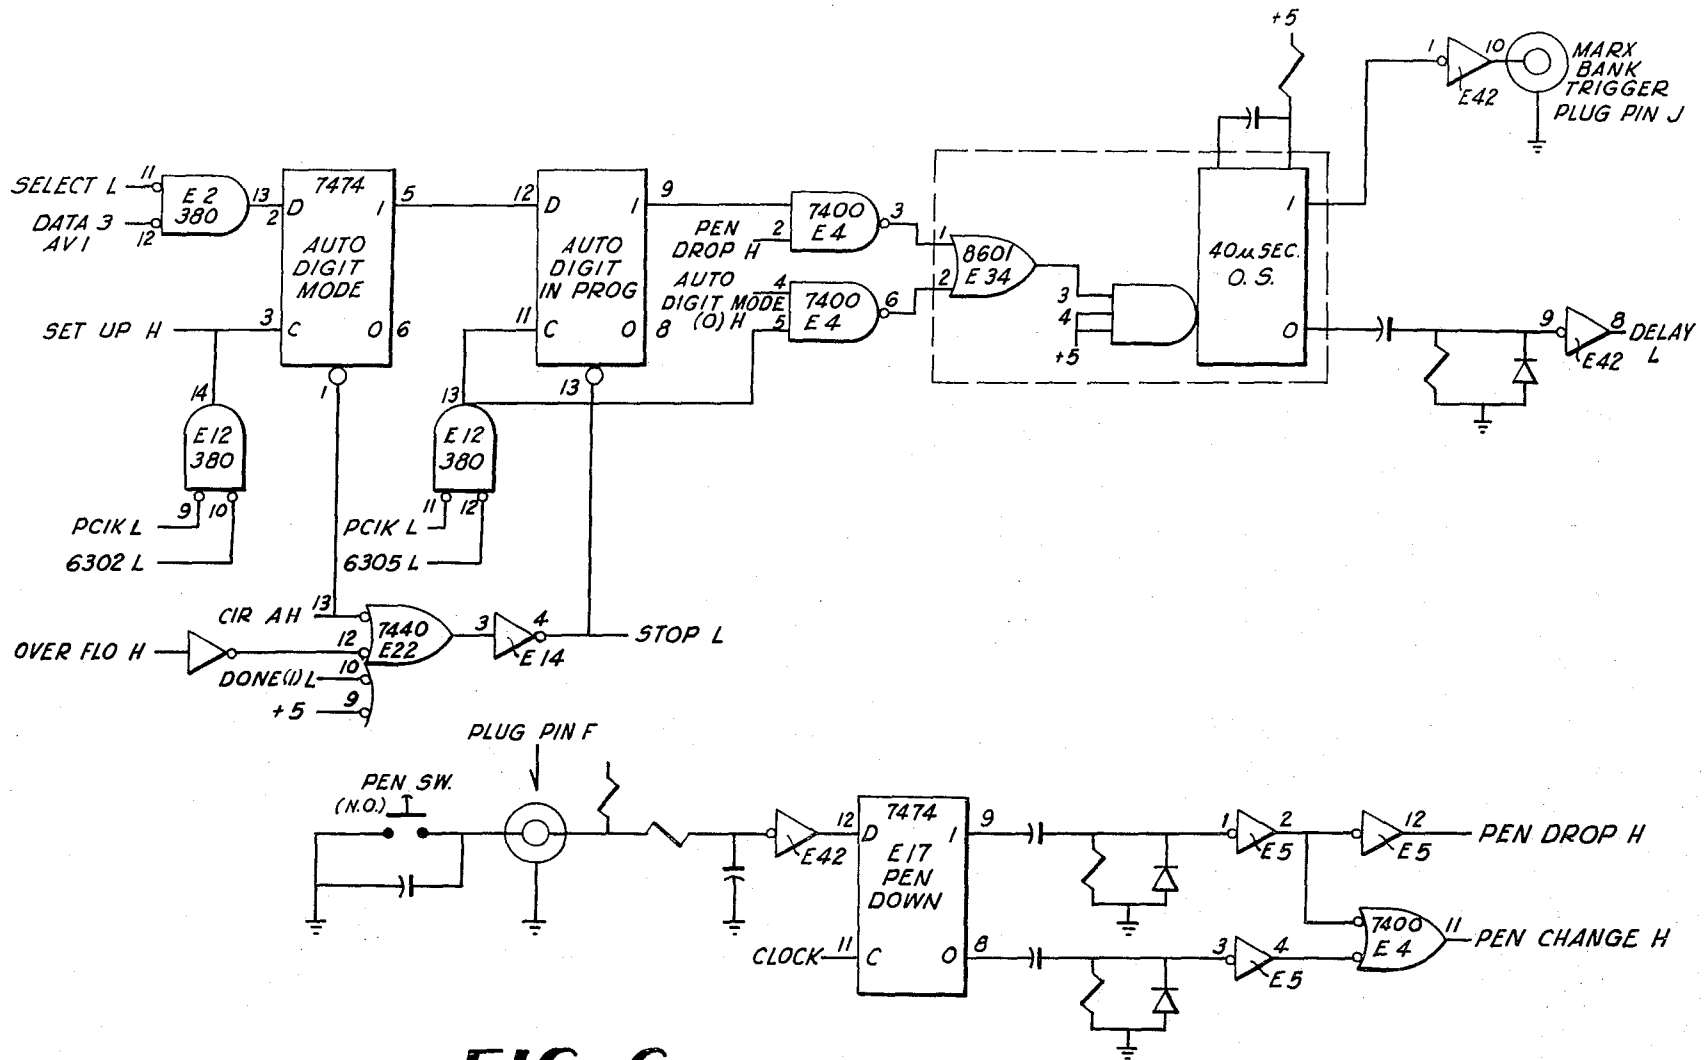 +5
1
10
E42
MARX
BANK
TRIGGER
PLUG PIN J
SELECT L
11
DATA 3
AV1
12
E2
380
13
2
D
7474
1
5
AUTO
DIGIT
MODE
SET UP H
3
C
0
6
1
14
E12
380
9
10
PC1K L
6302 L
12
D
1
9
AUTO
DIGIT
IN PROG
11
C
0
8
13
13
E12
380
11
12
PC1K L
6305 L
PEN
DROP H
2
7400
E4
3
AUTO
DIGIT MODE
(0) H
4
5
7400
E4
6
1
2
8601
E34
3
4
+5
1
40μSEC.
O.S.
0
9
8
E42
DELAY
L
CIR AH
13
OVER FLO H
12
DONE(1)L
10
+5
9
7440
E22
3
4
E14
STOP L
PLUG PIN F
PEN SW.
(N.O.)
E42
12
D
7474
1
9
E17
PEN
DOWN
CLOCK
11
C
0
8
1
2
E5
12
E5
PEN DROP H
3
4
E5
7400
E4
11
PEN CHANGE H